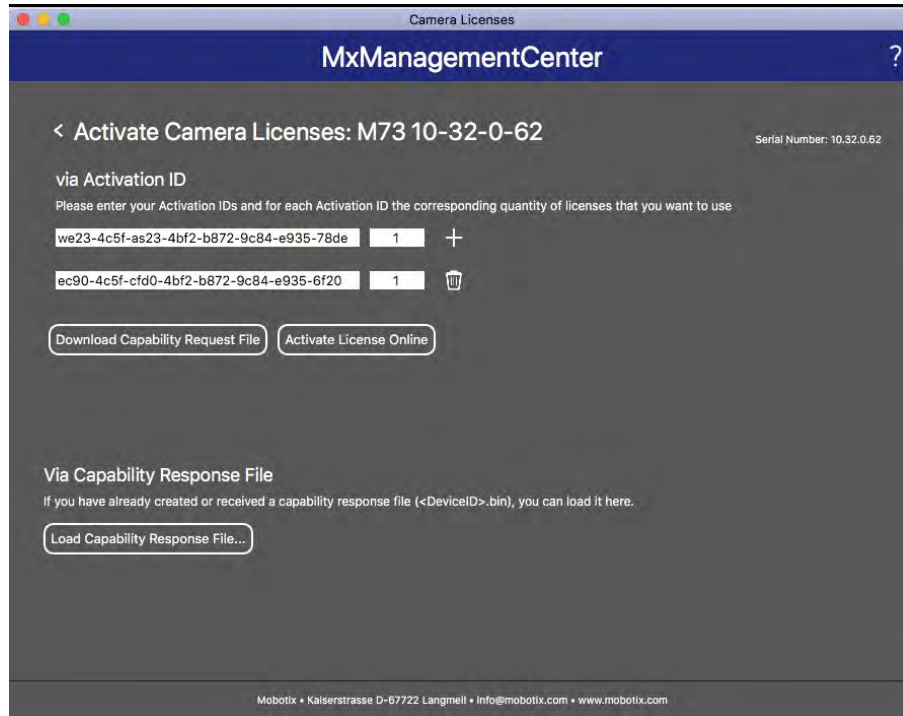 Camera Licenses
MxManagementCenter
?
< Activate Camera Licenses: M73 10-32-0-62
Serial Number: 10.32.0.62
via Activation ID
Please enter your Activation IDs and for each Activation ID the corresponding quantity of licenses that you want to use
we23-4c5f-as23-4bf2-b872-9c84-e935-78de 1 +
ec90-4c5f-cfd0-4bf2-b872-9c84-e935-6f20 1
Download Capability Request File Activate License Online
Via Capability Response File
If you have already created or received a capability response file (<DeviceID>.bin), you can load it here.
Load Capability Response File...
Mobotix • Kaiserstrasse D-67722 Langmeil • info@mobotix.com • www.mobotix.com